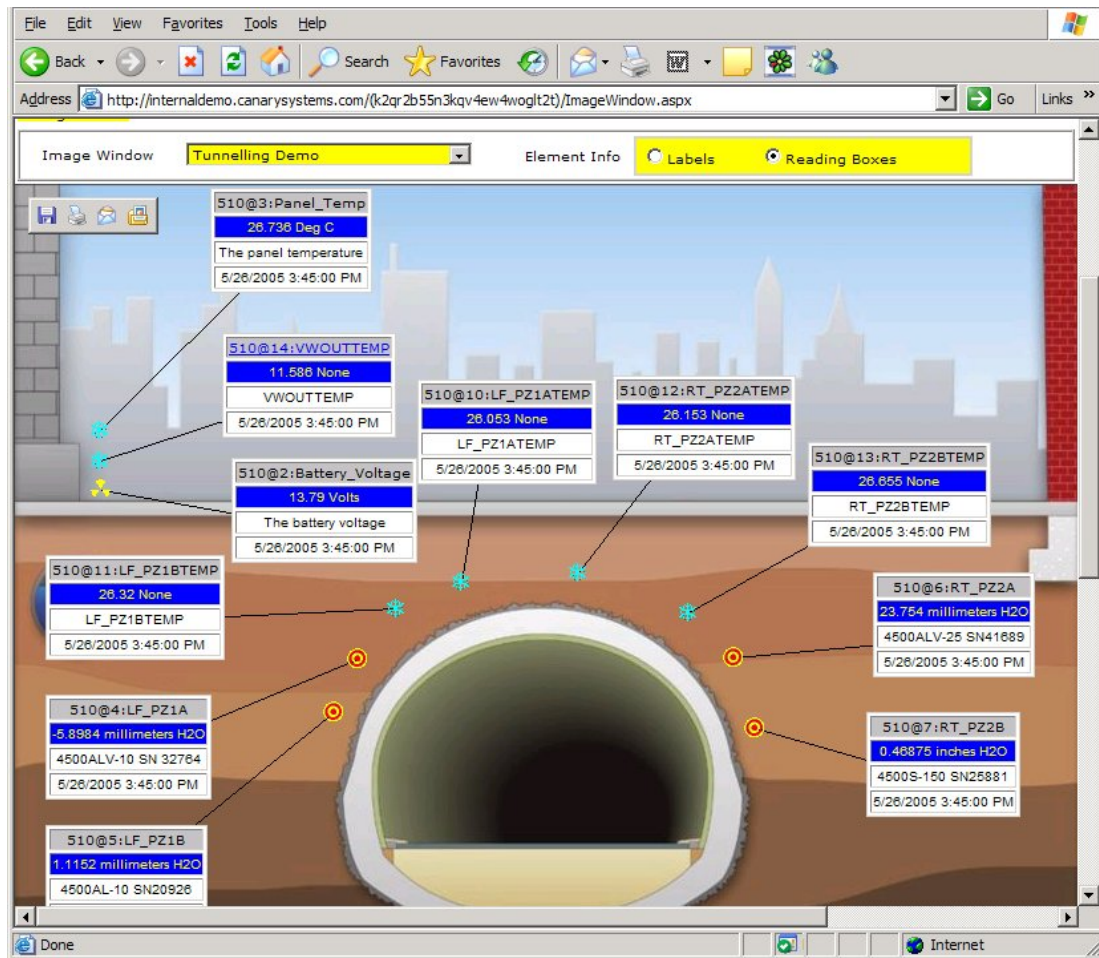 File Edit View Favorites Tools Help
Back Search Favorites
Address http://internaldemo.canarysystems.com/(k2qr2b55n3kqv4ew4woglt2t)/ImageWindow.aspx Go Links »
Image Window Tunnelling Demo Element Info Labels Reading Boxes
510@3:Panel_Temp
26.736 Deg C
The panel temperature
5/26/2005 3:45:00 PM
510@14:VWOUTTEMP
11.586 None
VWOUTTEMP
5/26/2005 3:45:00 PM
510@10:LF_PZ1ATEMP
26.053 None
LF_PZ1ATEMP
5/26/2005 3:45:00 PM
510@12:RT_PZ2ATEMP
26.153 None
RT_PZ2ATEMP
5/26/2005 3:45:00 PM
510@13:RT_PZ2BTEMP
26.655 None
RT_PZ2BTEMP
5/26/2005 3:45:00 PM
510@2:Battery_Voltage
13.79 Volts
The battery voltage
5/26/2005 3:45:00 PM
510@11:LF_PZ1BTEMP
26.32 None
LF_PZ1BTEMP
5/26/2005 3:45:00 PM
510@6:RT_PZ2A
23.754 millimeters H2O
4500ALV-25 SN41689
5/26/2005 3:45:00 PM
510@4:LF_PZ1A
-5.8984 millimeters H2O
4500ALV-10 SN 32764
5/26/2005 3:45:00 PM
510@7:RT_PZ2B
0.46875 inches H2O
4500S-150 SN25881
5/26/2005 3:45:00 PM
510@5:LF_PZ1B
1.1152 millimeters H2O
4500AL-10 SN20926
Done Internet